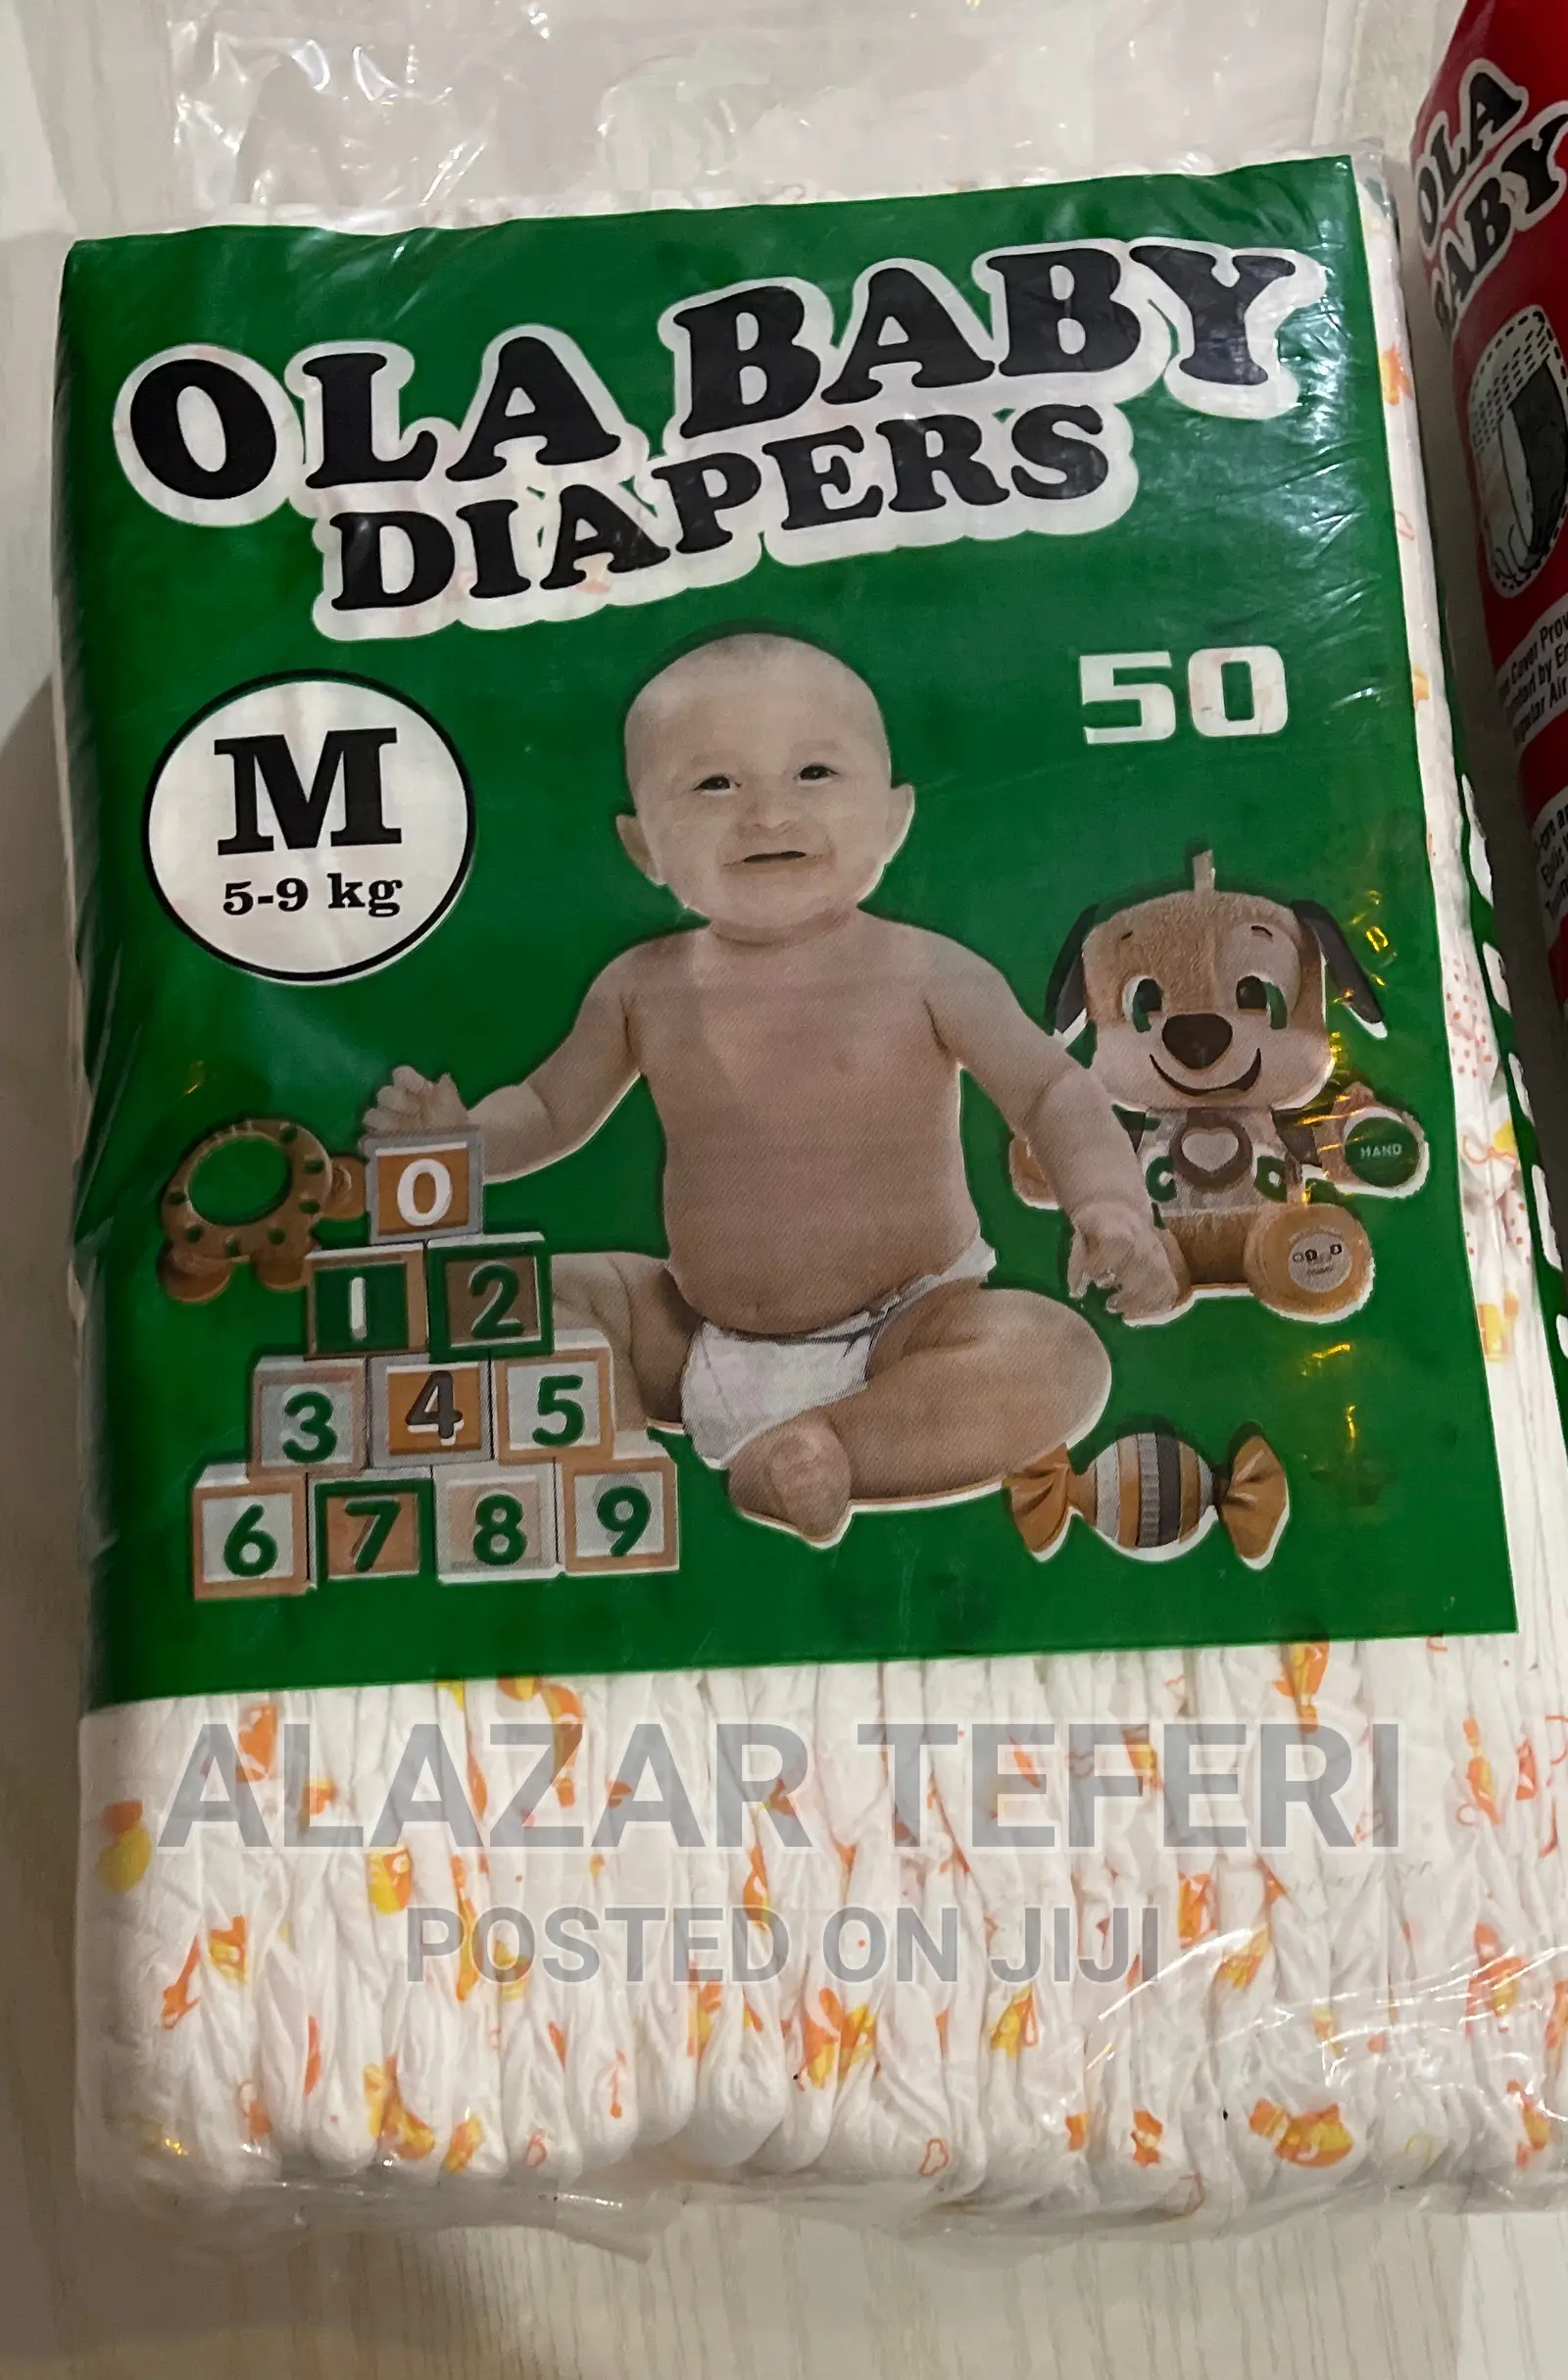 OLA BABY
DIAPERS
M
5-9 kg
50
HAND
0
1 2
3 4 5
6 7 8 9
OLA
BABY
ALAZAR TEFERI
POSTED ON JIJI